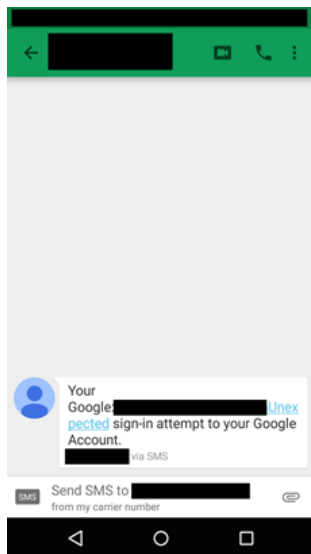 Your
Google:
Unex
pected sign-in attempt to your Google
Account.
via SMS
SMS
Send SMS to
from my carrier number